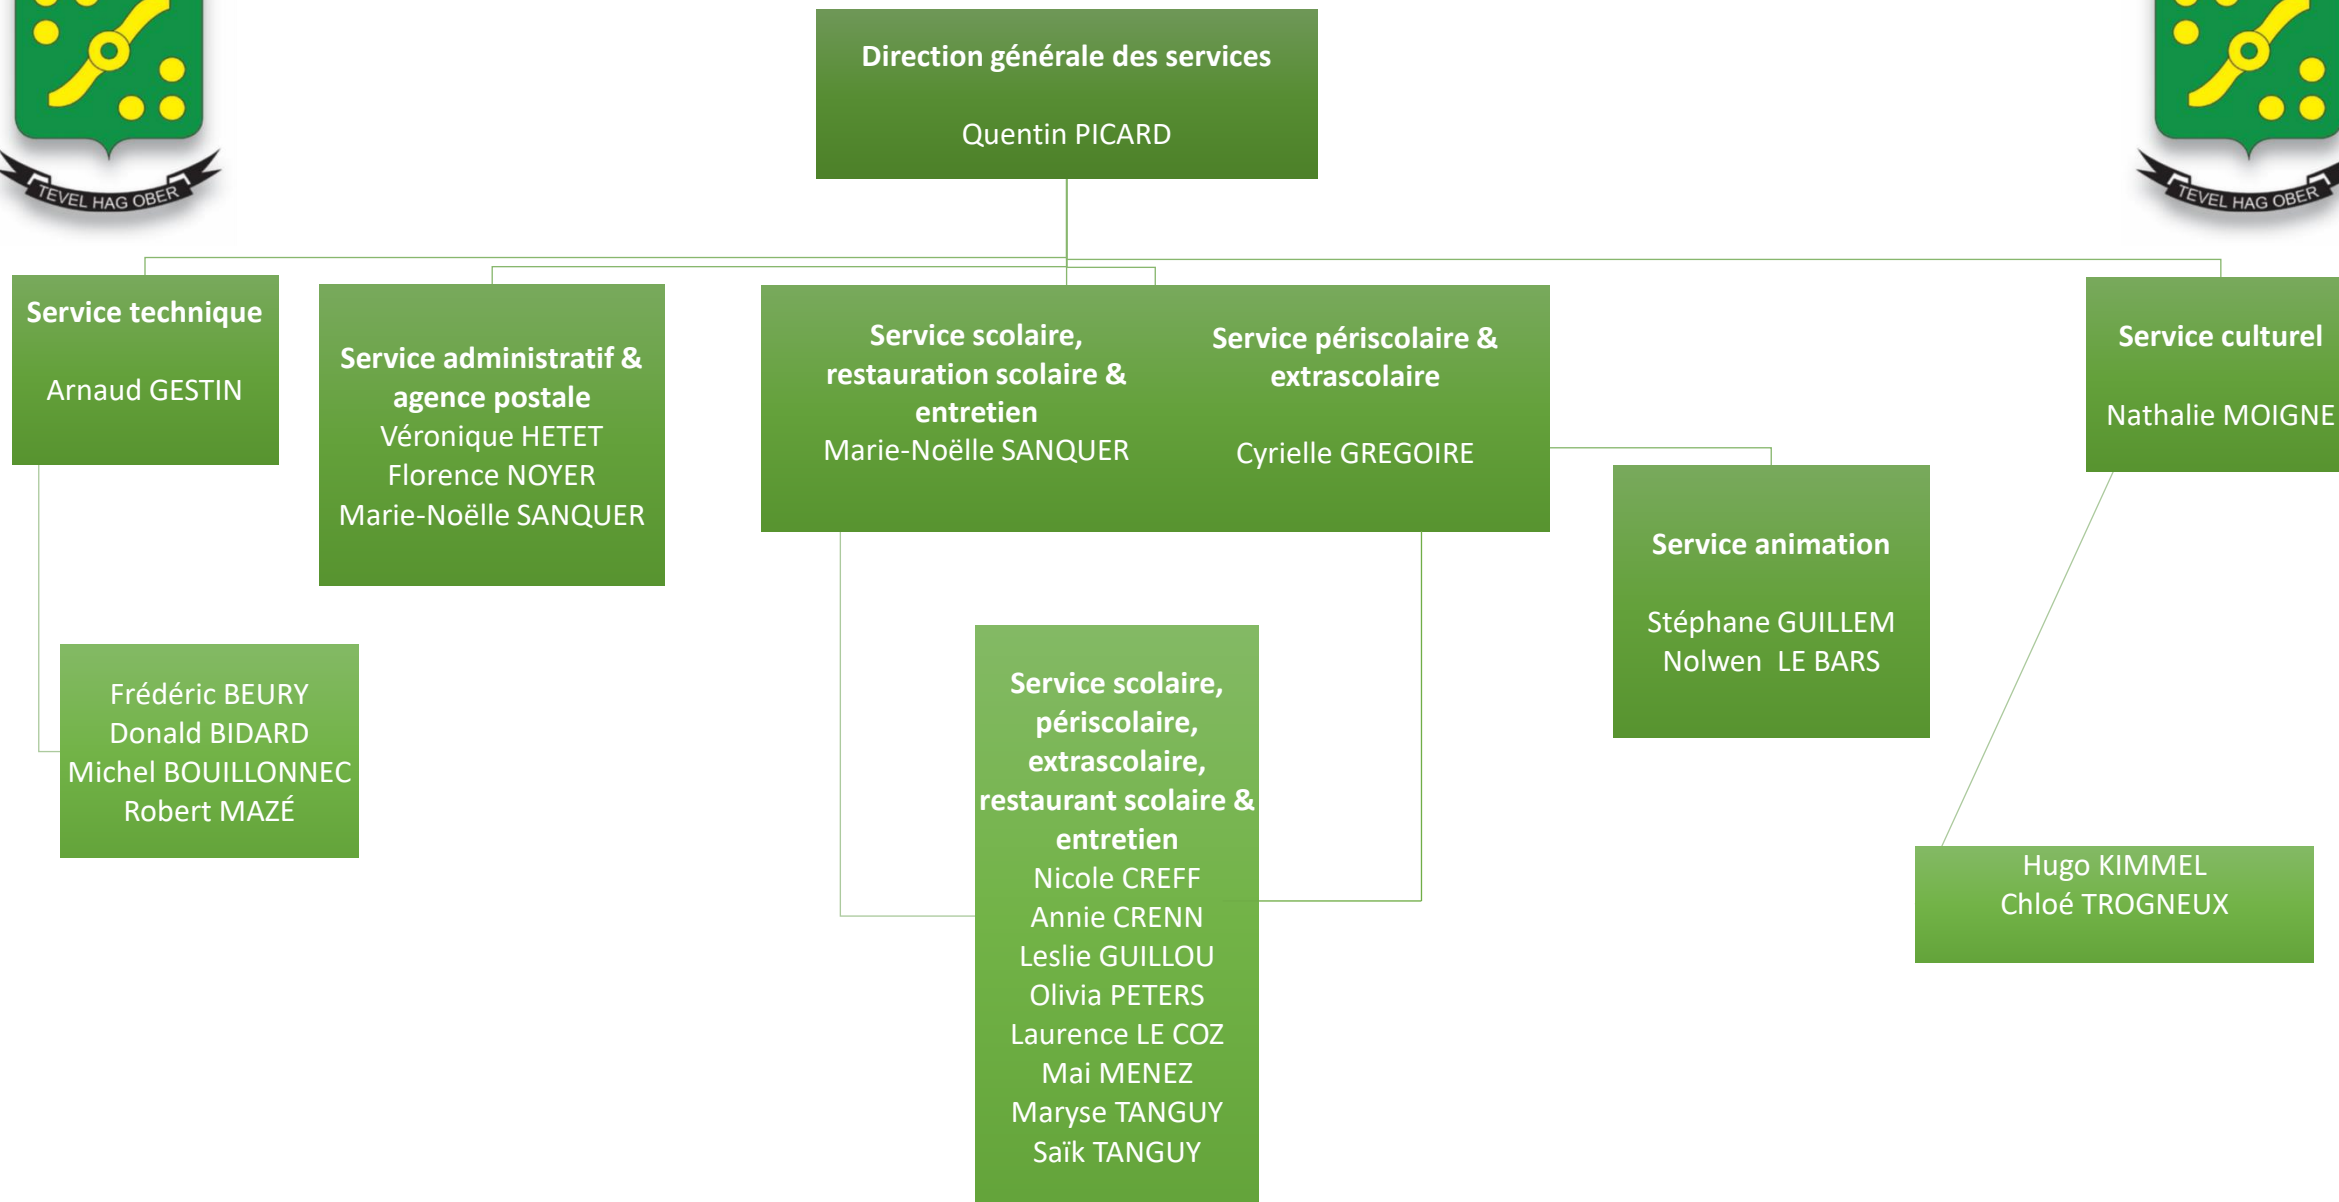 Direction générale des services
Quentin PICARD
TEVEL HAG OBER
TEVEL HAG OBER
Service technique
Arnaud GESTIN
Service administratif &
agence postale
Véronique HETET
Florence NOYER
Marie-Noëlle SANQUER
Service scolaire,
restauration scolaire &
entretien
Marie-Noëlle SANQUER
Service périscolaire &
extrascolaire
Cyrielle GREGOIRE
Service culturel
Nathalie MOIGNE
Service animation
Stéphane GUILLEM
Nolwen  LE BARS
Frédéric BEURY
Donald BIDARD
Michel BOUILLONNEC
Robert MAZÉ
Service scolaire,
périscolaire,
extrascolaire,
restaurant scolaire &
entretien
Nicole CREFF
Annie CRENN
Leslie GUILLOU
Olivia PETERS
Laurence LE COZ
Mai MENEZ
Maryse TANGUY
Saïk TANGUY
Hugo KIMMEL
Chloé TROGNEUX